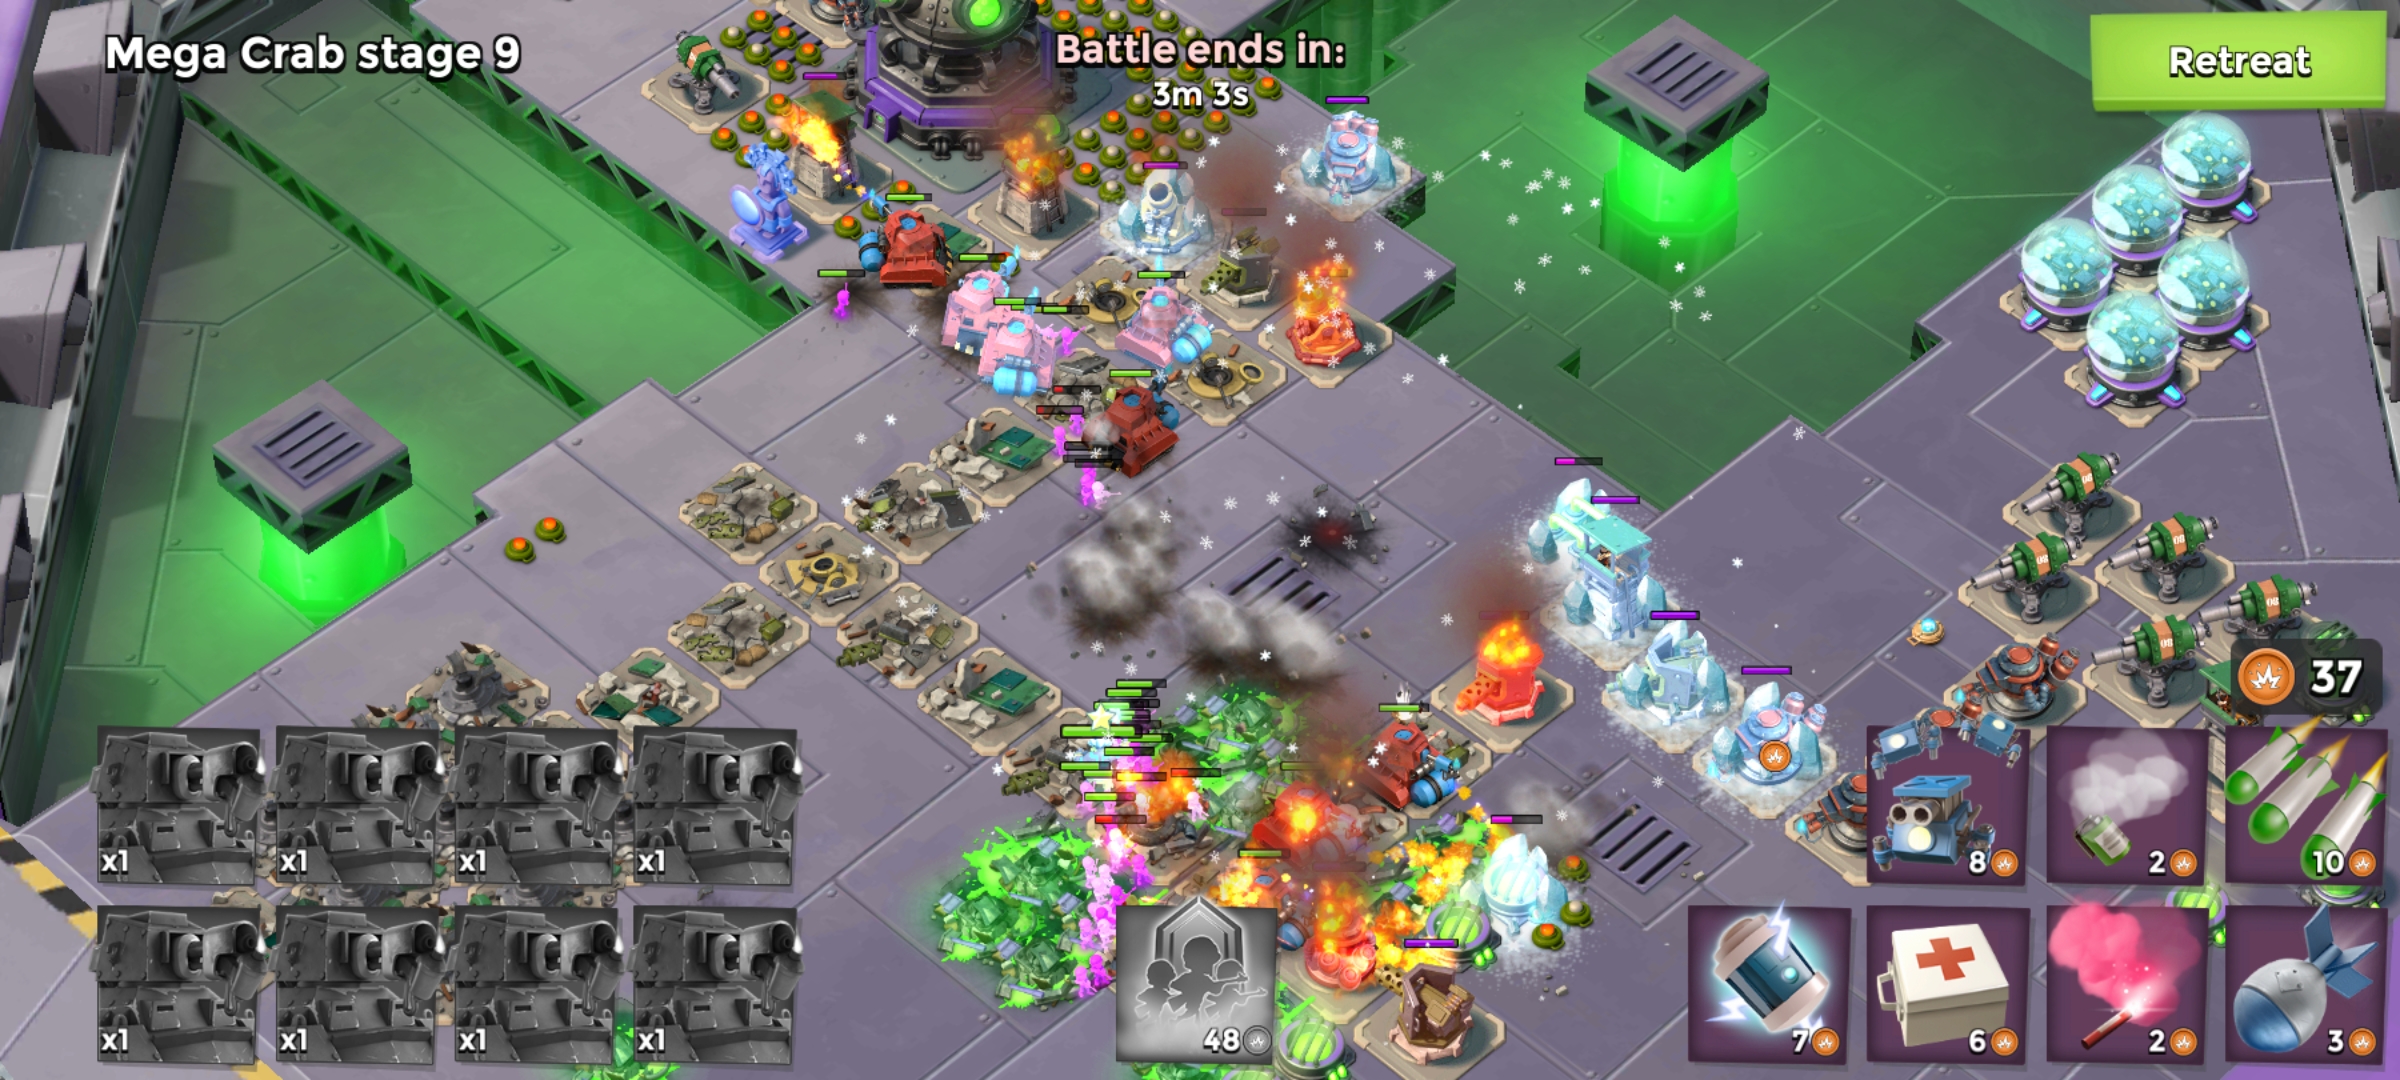 Mega Crab stage 9
Battle ends in:
3m 3s
Retreat
37
x1
x1
x1
x1
8
2
10
x1
x1
x1
x1
48
7
6
2
3